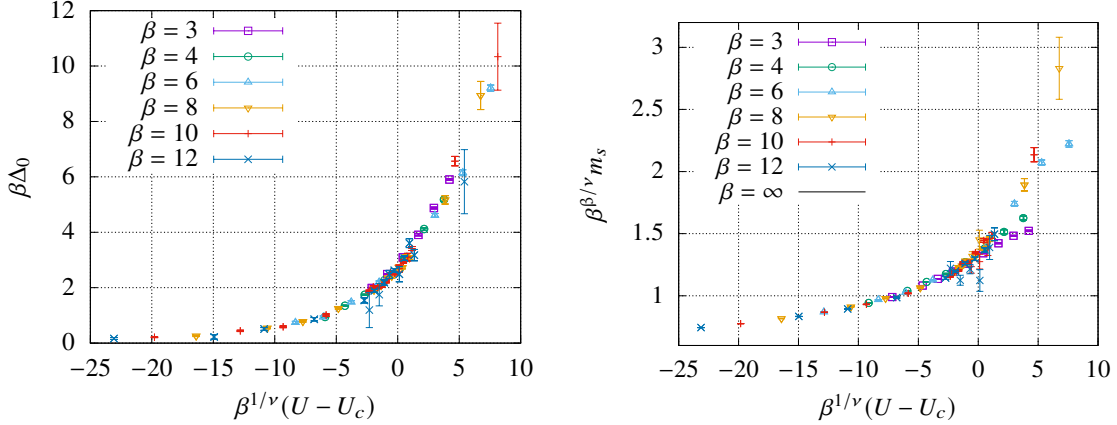 12
10
8
6
4
2
0
βΔ₀
β = 3
β = 4
β = 6
β = 8
β = 10
β = 12
−25 −20 −15 −10 −5 0 5 10
β^{1/ν}(U − U_c)
3
2.5
2
1.5
1
β^{β/ν}m_s
β = 3
β = 4
β = 6
β = 8
β = 10
β = 12
β = ∞
−25 −20 −15 −10 −5 0 5 10
β^{1/ν}(U − U_c)